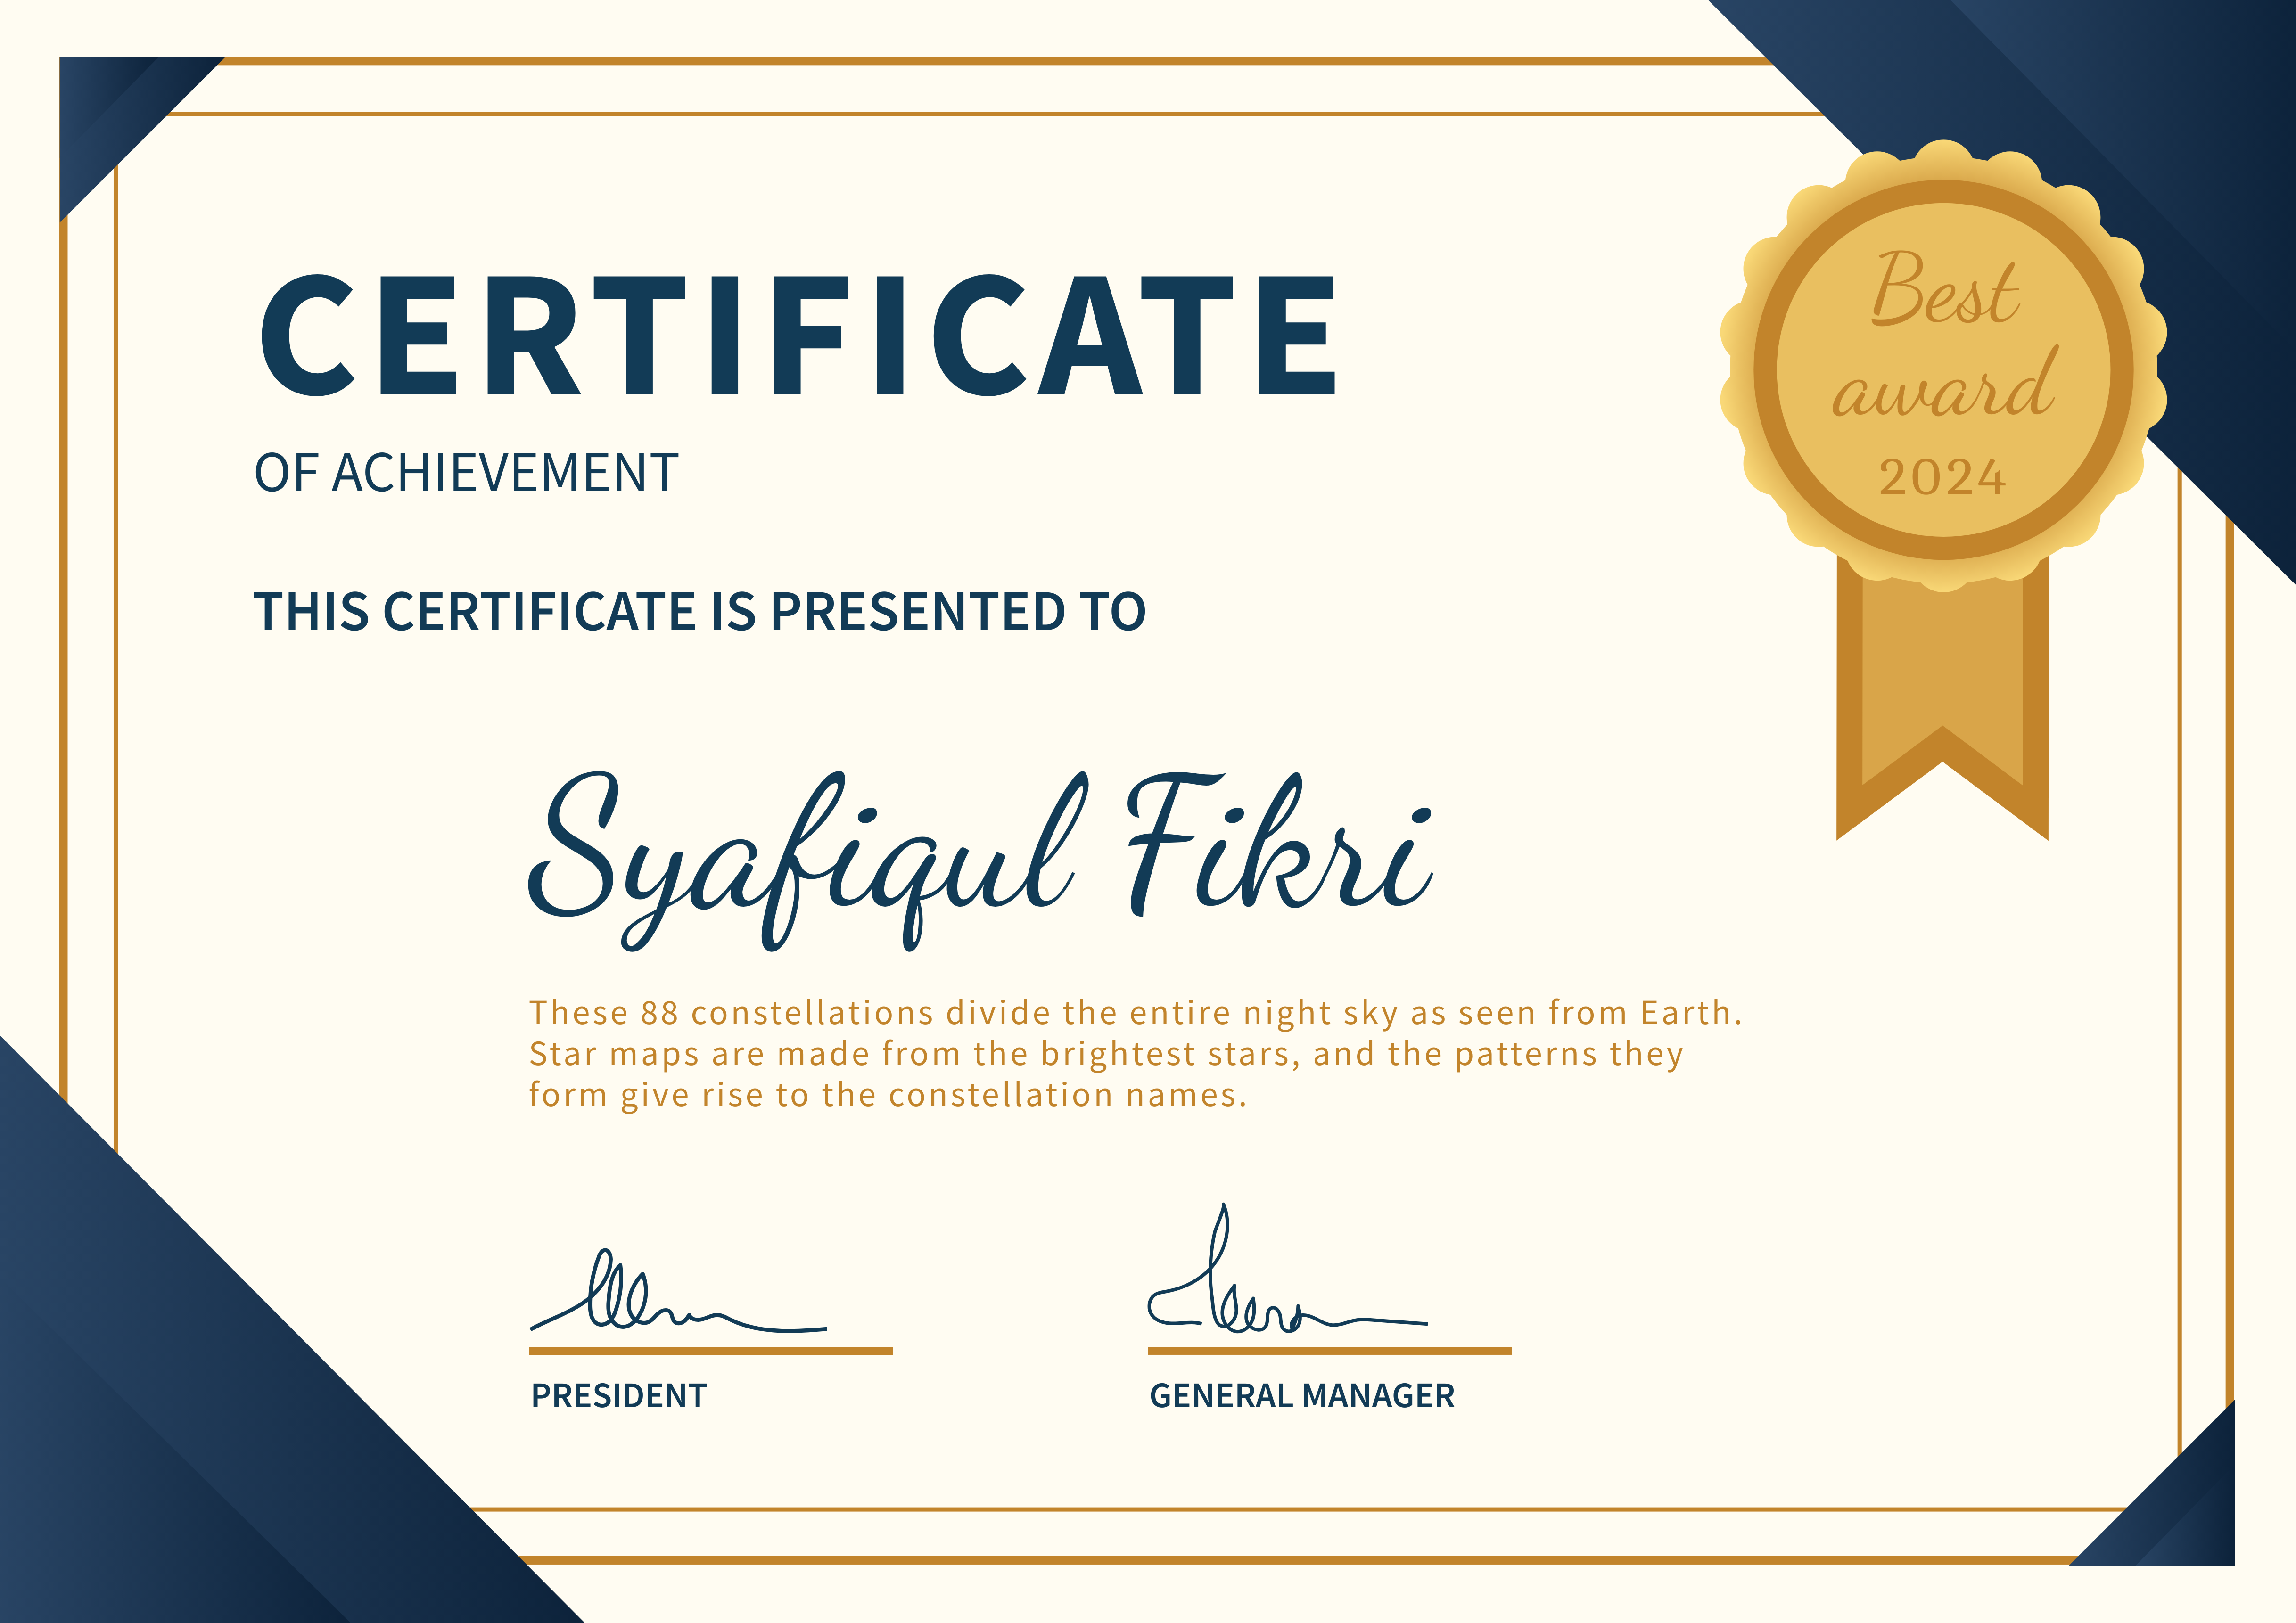 CERTIFICATE
OF ACHIEVEMENT
THIS CERTIFICATE IS PRESENTED TO
Best
award
2024
Syafiqul Fikri
These 88 constellations divide the entire night sky as seen from Earth.
Star maps are made from the brightest stars, and the patterns they
form give rise to the constellation names.
PRESIDENT
GENERAL MANAGER